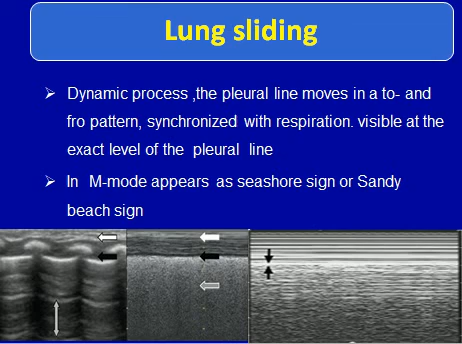 Lung sliding
➢ Dynamic process ,the pleural line moves in a to- and
fro pattern, synchronized with respiration. visible at the
exact level of the pleural line
➢ In M-mode appears as seashore sign or Sandy
beach sign